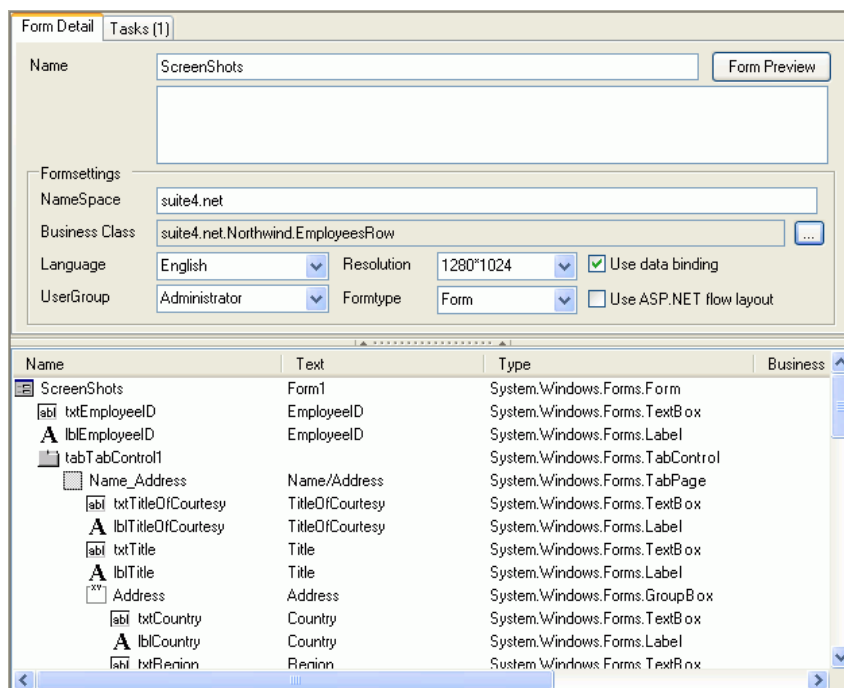 Form Detail Tasks (1)
Name ScreenShots Form Preview
Formsettings
NameSpace suite4.net
Business Class suite4.net.Northwind.EmployeesRow ...
Language English Resolution 1280*1024 Use data binding
UserGroup Administrator Formtype Form Use ASP.NET flow layout
Name Text Type Business
ScreenShots Form1 System.Windows.Forms.Form
abl txtEmployeeID EmployeeID System.Windows.Forms.TextBox
A lblEmployeeID EmployeeID System.Windows.Forms.Label
tabTabControl1 System.Windows.Forms.TabControl
Name_Address Name/Address System.Windows.Forms.TabPage
abl txtTitleOfCourtesy TitleOfCourtesy System.Windows.Forms.TextBox
A lblTitleOfCourtesy TitleOfCourtesy System.Windows.Forms.Label
abl txtTitle Title System.Windows.Forms.TextBox
A lblTitle Title System.Windows.Forms.Label
XY Address Address System.Windows.Forms.GroupBox
abl txtCountry Country System.Windows.Forms.TextBox
A lblCountry Country System.Windows.Forms.Label
abl txtRegion Region System.Windows.Forms.TextBox